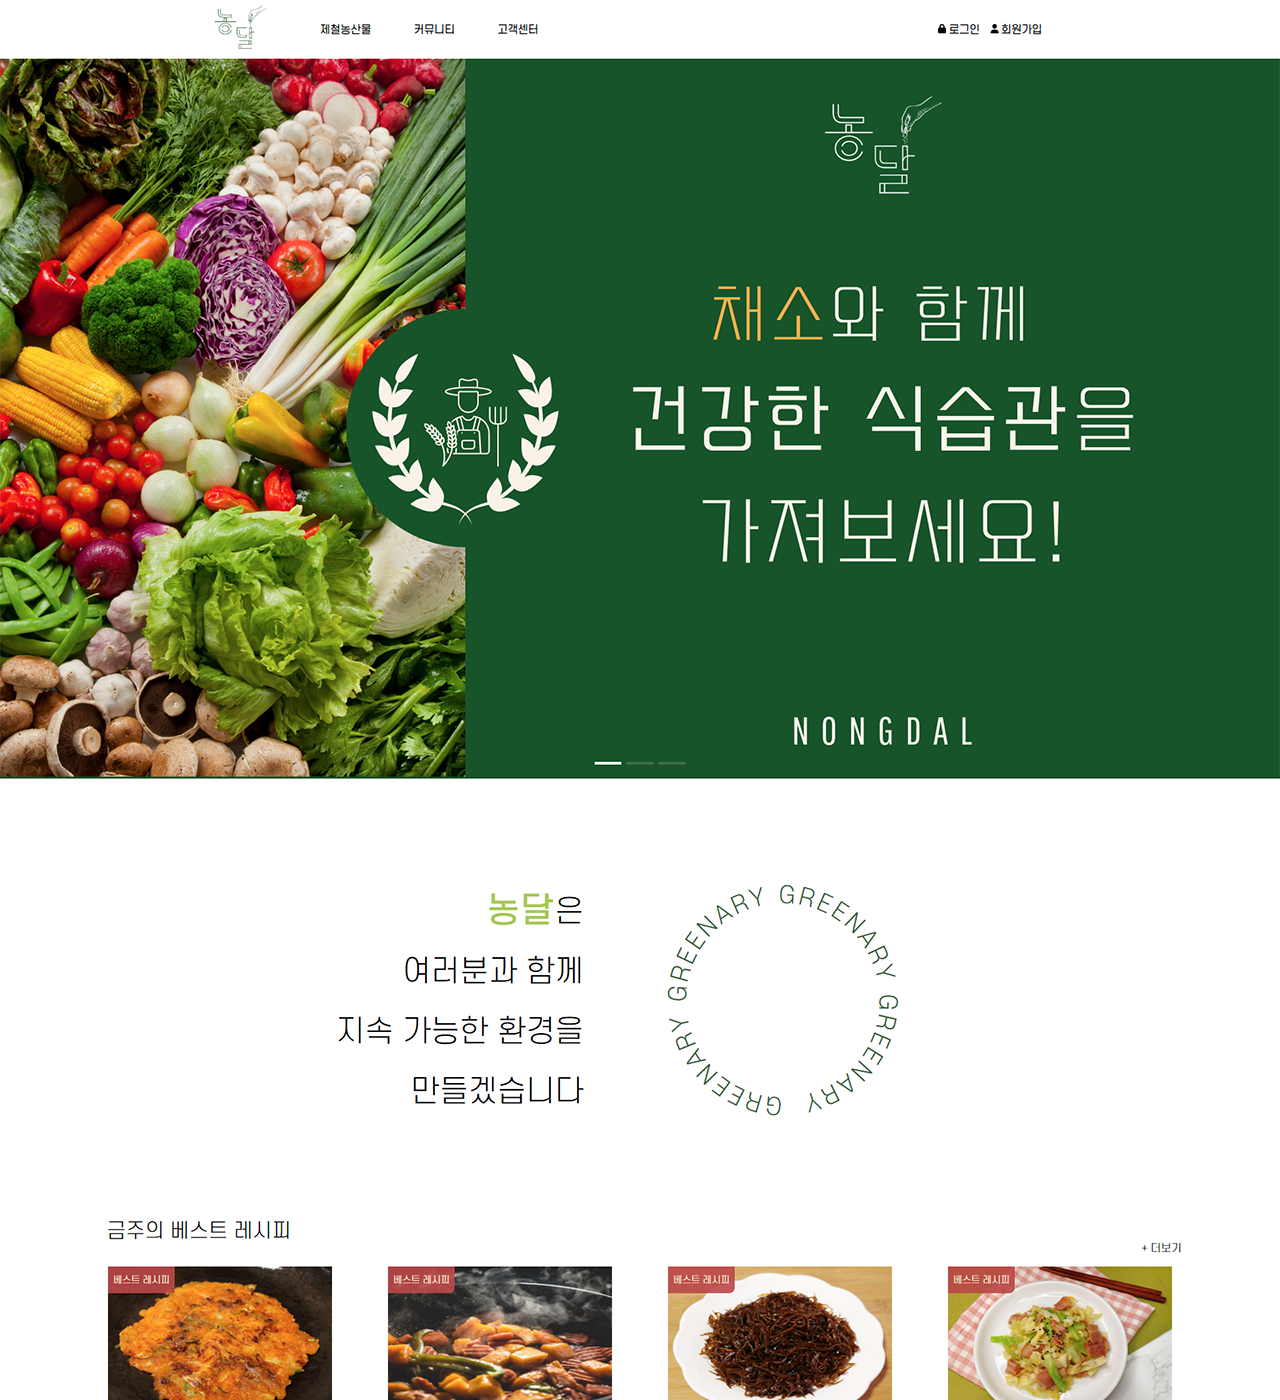 농달
제철농산물 커뮤니티 고객센터 로그인 회원가입
농달
채소와 함께
건강한 식습관을
가져보세요!
NONGDAL
농달은
여러분과 함께
지속 가능한 환경을
만들겠습니다
GREENARY GREENARY GREENARY GREENARY GREENARY
금주의 베스트 레시피
+ 더보기
베스트 레시피 베스트 레시피 베스트 레시피 베스트 레시피